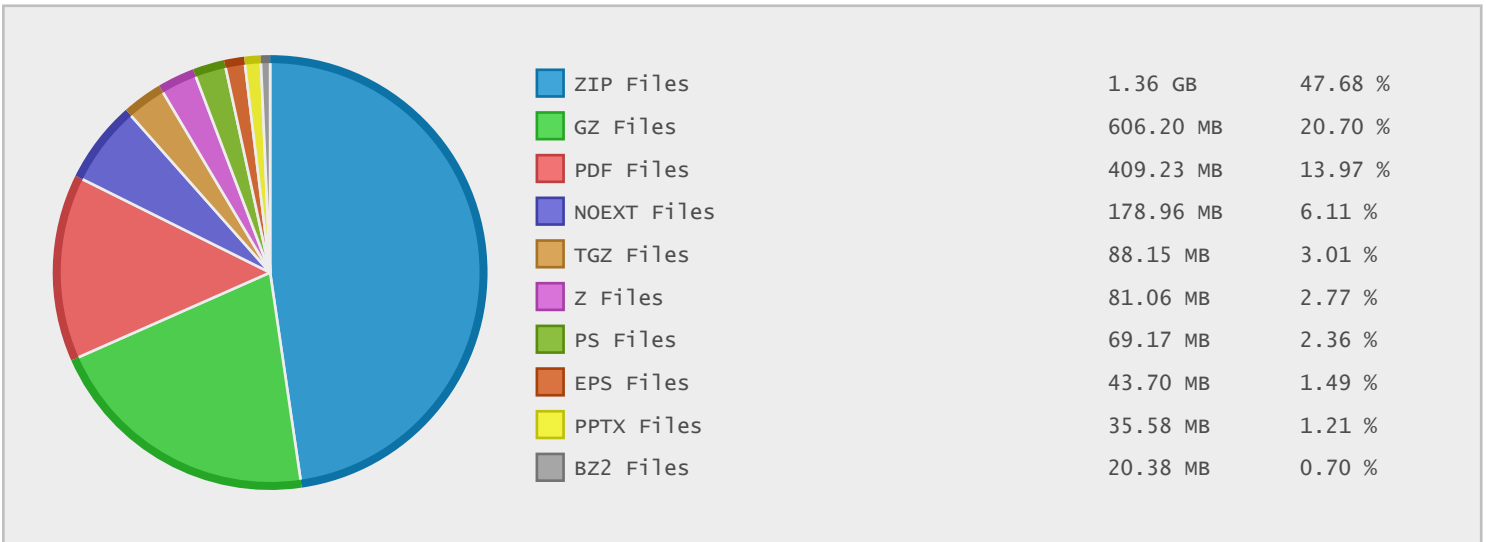 ZIP Files 1.36 GB 47.68 %
GZ Files 606.20 MB 20.70 %
PDF Files 409.23 MB 13.97 %
NOEXT Files 178.96 MB 6.11 %
TGZ Files 88.15 MB 3.01 %
Z Files 81.06 MB 2.77 %
PS Files 69.17 MB 2.36 %
EPS Files 43.70 MB 1.49 %
PPTX Files 35.58 MB 1.21 %
BZ2 Files 20.38 MB 0.70 %